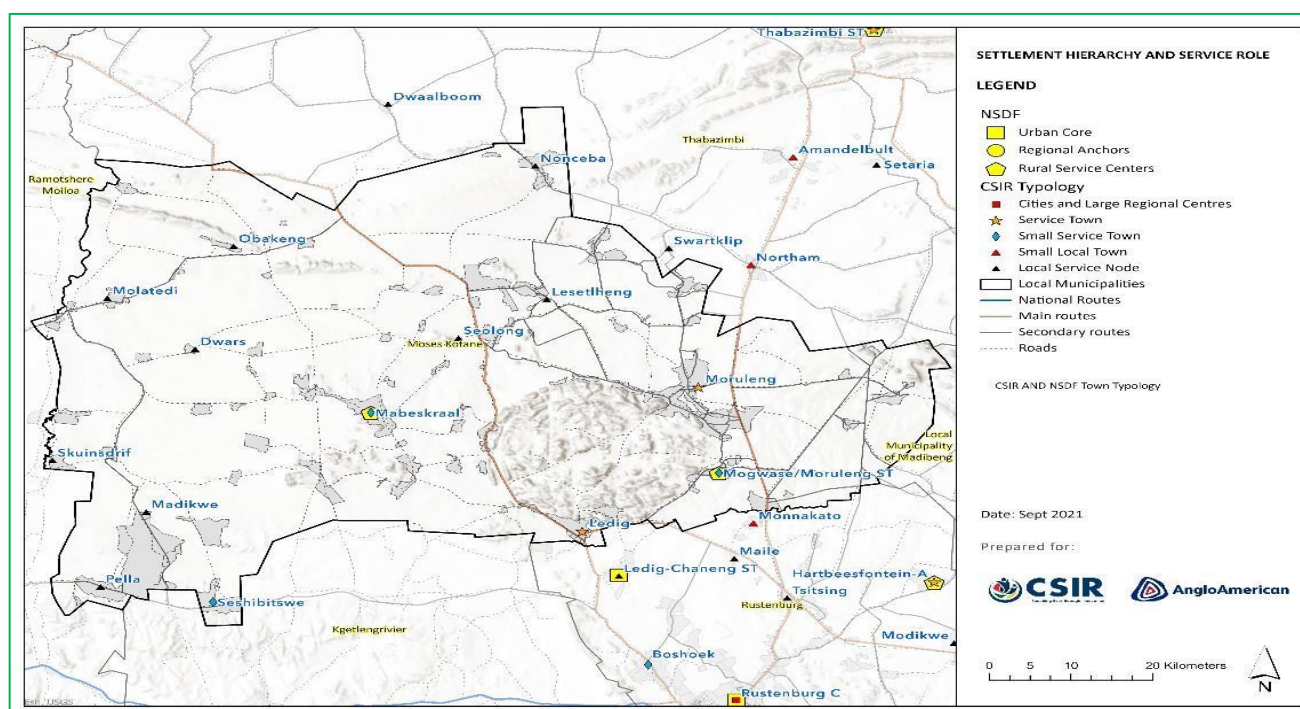 Thabazimbi ST
Dwaalboom
Thabazimbi
Amandelbult
Setaria
Nonceba
Ramotshere
Moiloa
Obakeng
Swartklip
Northam
Molatedi
Lesetlheng
Seolong
Moses Kotane
Dwars
Moruleng
Mabeskraal
Local
Municipality
of Madibeng
Skuinsdrif
Mogwase/Moruleng ST
Madikwe
Ledig
Monnakato
Maile
Ledig-Chaneng ST
Hartbeesfontein-A
Pella
Tsitsing
Seshibitswe
Rustenburg
Kgetlengrivier
Modikwe
Boshoek
Rustenburg C
Esri, USGS
SETTLEMENT HIERARCHY AND SERVICE ROLE
LEGEND
NSDF
Urban Core
Regional Anchors
Rural Service Centers
CSIR Typology
Cities and Large Regional Centres
Service Town
Small Service Town
Small Local Town
Local Service Node
Local Municipalities
National Routes
Main routes
Secondary routes
Roads
CSIR AND NSDF Town Typology
Date: Sept 2021
Prepared for:
CSIR
AngloAmerican
0 5 10 20 Kilometers
N